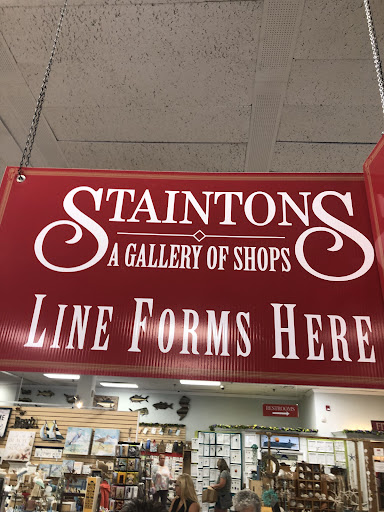 STAINTONS
A GALLERY OF SHOPS
LINE FORMS HERE
RESTROOMS